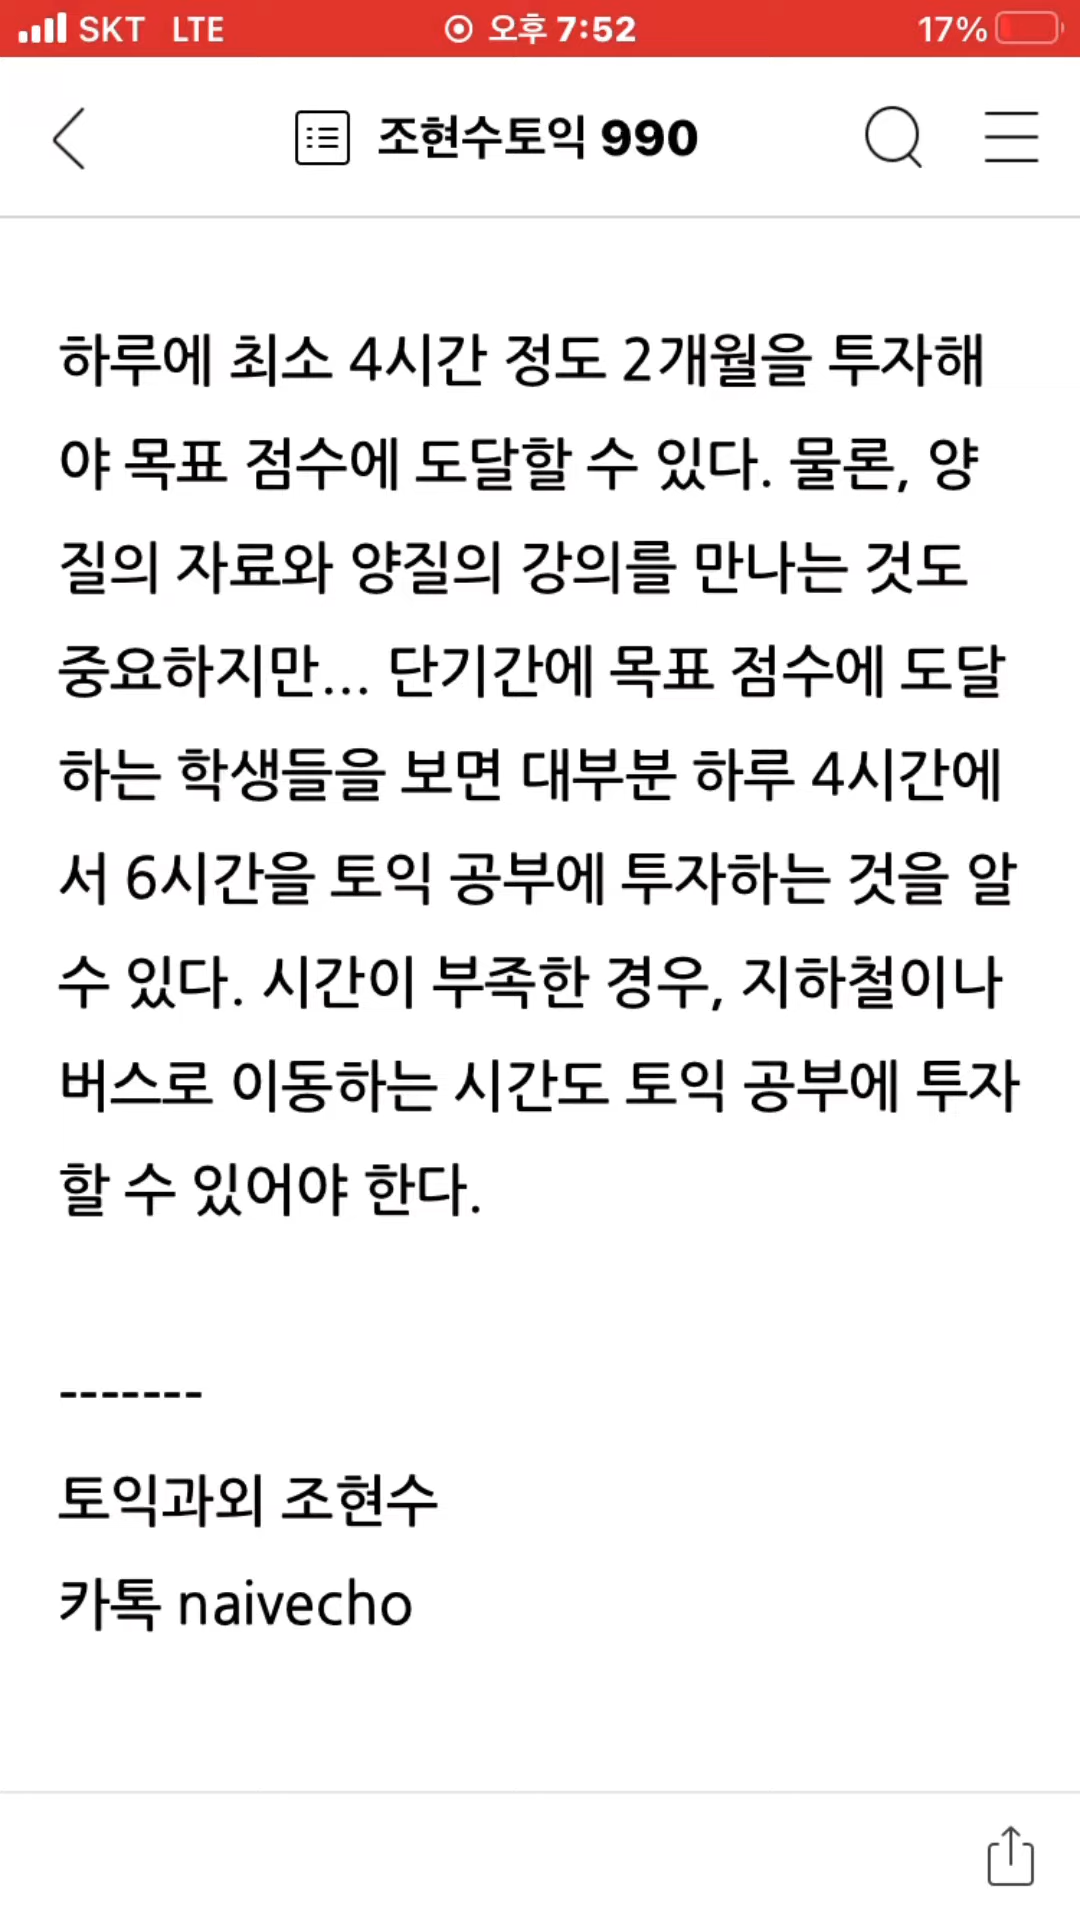 SKT LTE 오후 7:52 17%
조현수토익 990
하루에 최소 4시간 정도 2개월을 투자해
야 목표 점수에 도달할 수 있다. 물론, 양
질의 자료와 양질의 강의를 만나는 것도
중요하지만... 단기간에 목표 점수에 도달
하는 학생들을 보면 대부분 하루 4시간에
서 6시간을 토익 공부에 투자하는 것을 알
수 있다. 시간이 부족한 경우, 지하철이나
버스로 이동하는 시간도 토익 공부에 투자
할 수 있어야 한다.
-------
토익과외 조현수
카톡 naivecho